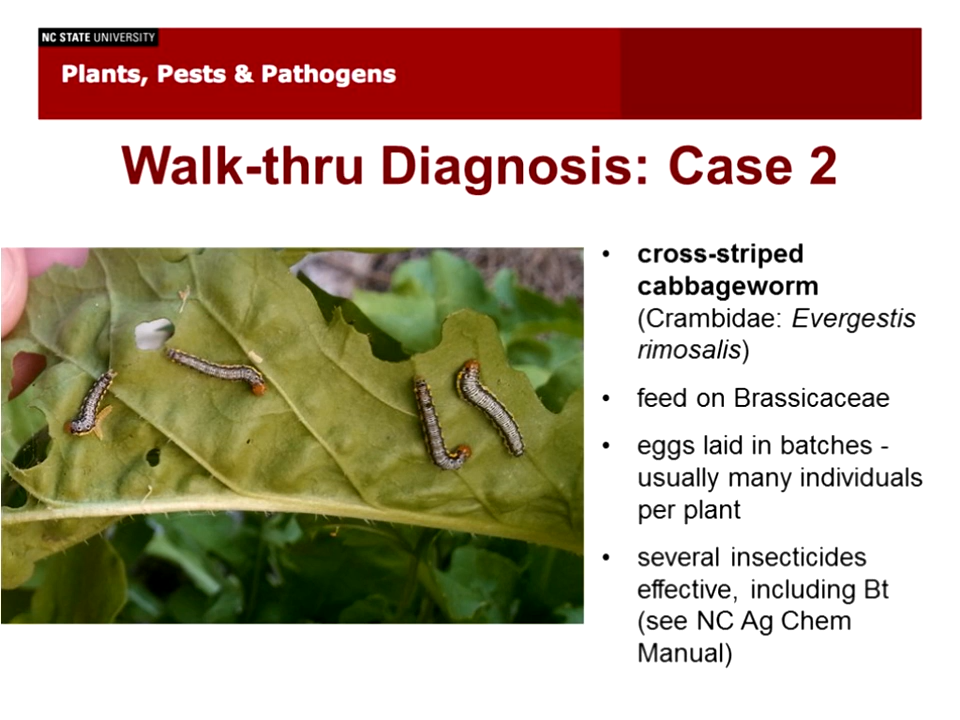 NC STATE UNIVERSITY
Plants, Pests & Pathogens
Walk-thru Diagnosis: Case 2
• cross-striped
cabbageworm
(Crambidae: Evergestis
rimosalis)
• feed on Brassicaceae
• eggs laid in batches -
usually many individuals
per plant
• several insecticides
effective, including Bt
(see NC Ag Chem
Manual)